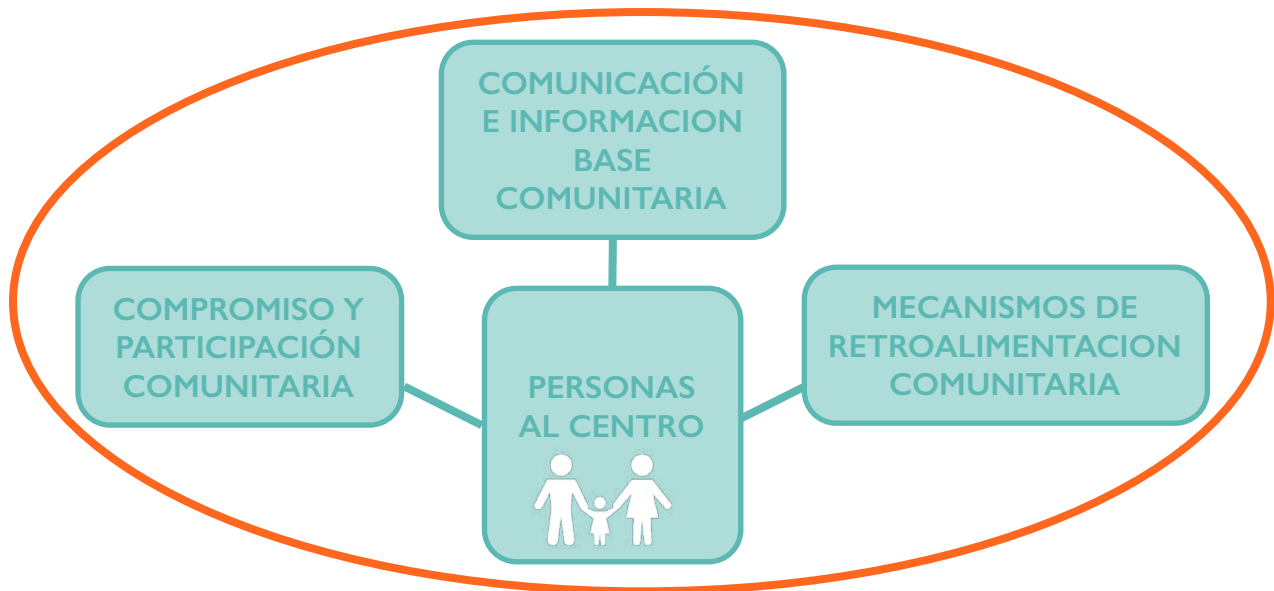 COMUNICACIÓN
E INFORMACION
BASE
COMUNITARIA
COMPROMISO Y
PARTICIPACIÓN
COMUNITARIA
PERSONAS
AL CENTRO
MECANISMOS DE
RETROALIMENTACION
COMUNITARIA